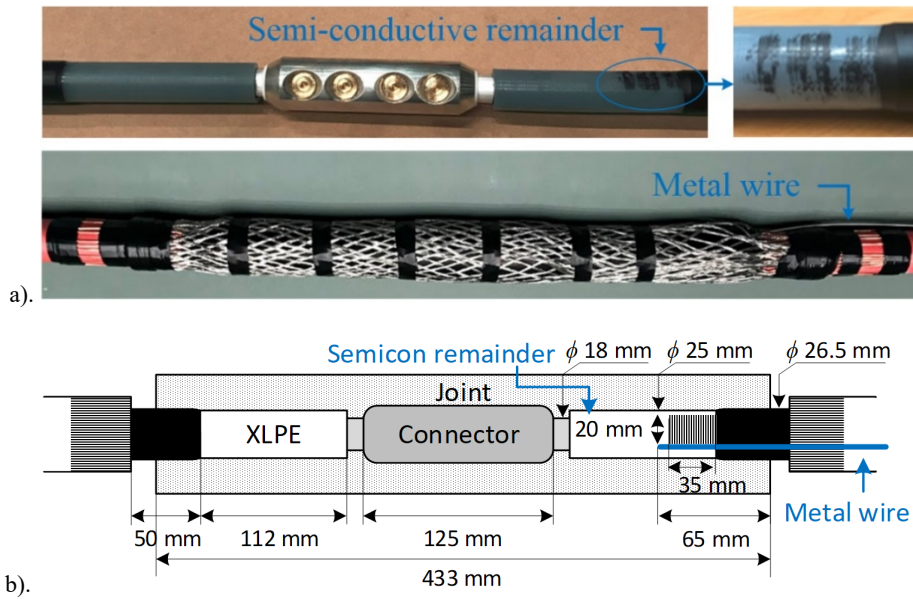 Semi-conductive remainder
Metal wire
a).
Semicon remainder
ϕ 18 mm
ϕ 25 mm
ϕ 26.5 mm
Joint
XLPE
Connector
20 mm
35 mm
Metal wire
50 mm
112 mm
125 mm
65 mm
433 mm
b).